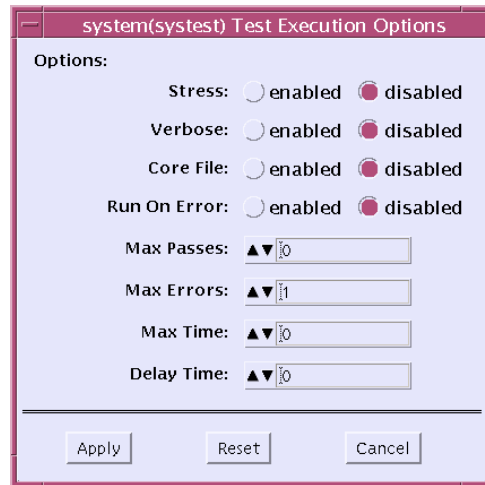 system(systest) Test Execution Options
Options:
Stress: enabled disabled
Verbose: enabled disabled
Core File: enabled disabled
Run On Error: enabled disabled
Max Passes: 0
Max Errors: 1
Max Time: 0
Delay Time: 0
Apply Reset Cancel